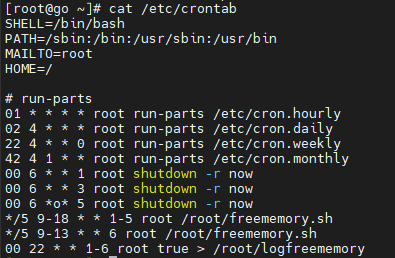 [root@go ~]# cat /etc/crontab
SHELL=/bin/bash
PATH=/sbin:/bin:/usr/sbin:/usr/bin
MAILTO=root
HOME=/

# run-parts
01 * * * * root run-parts /etc/cron.hourly
02 4 * * * root run-parts /etc/cron.daily
22 4 * * 0 root run-parts /etc/cron.weekly
42 4 1 * * root run-parts /etc/cron.monthly
00 6 * * 1 root shutdown -r now
00 6 * * 3 root shutdown -r now
00 6 *o* 5 root shutdown -r now
*/5 9-18 * * 1-5 root /root/freememory.sh
*/5 9-13 * * 6 root /root/freememory.sh
00 22 * * 1-6 root true > /root/logfreememory